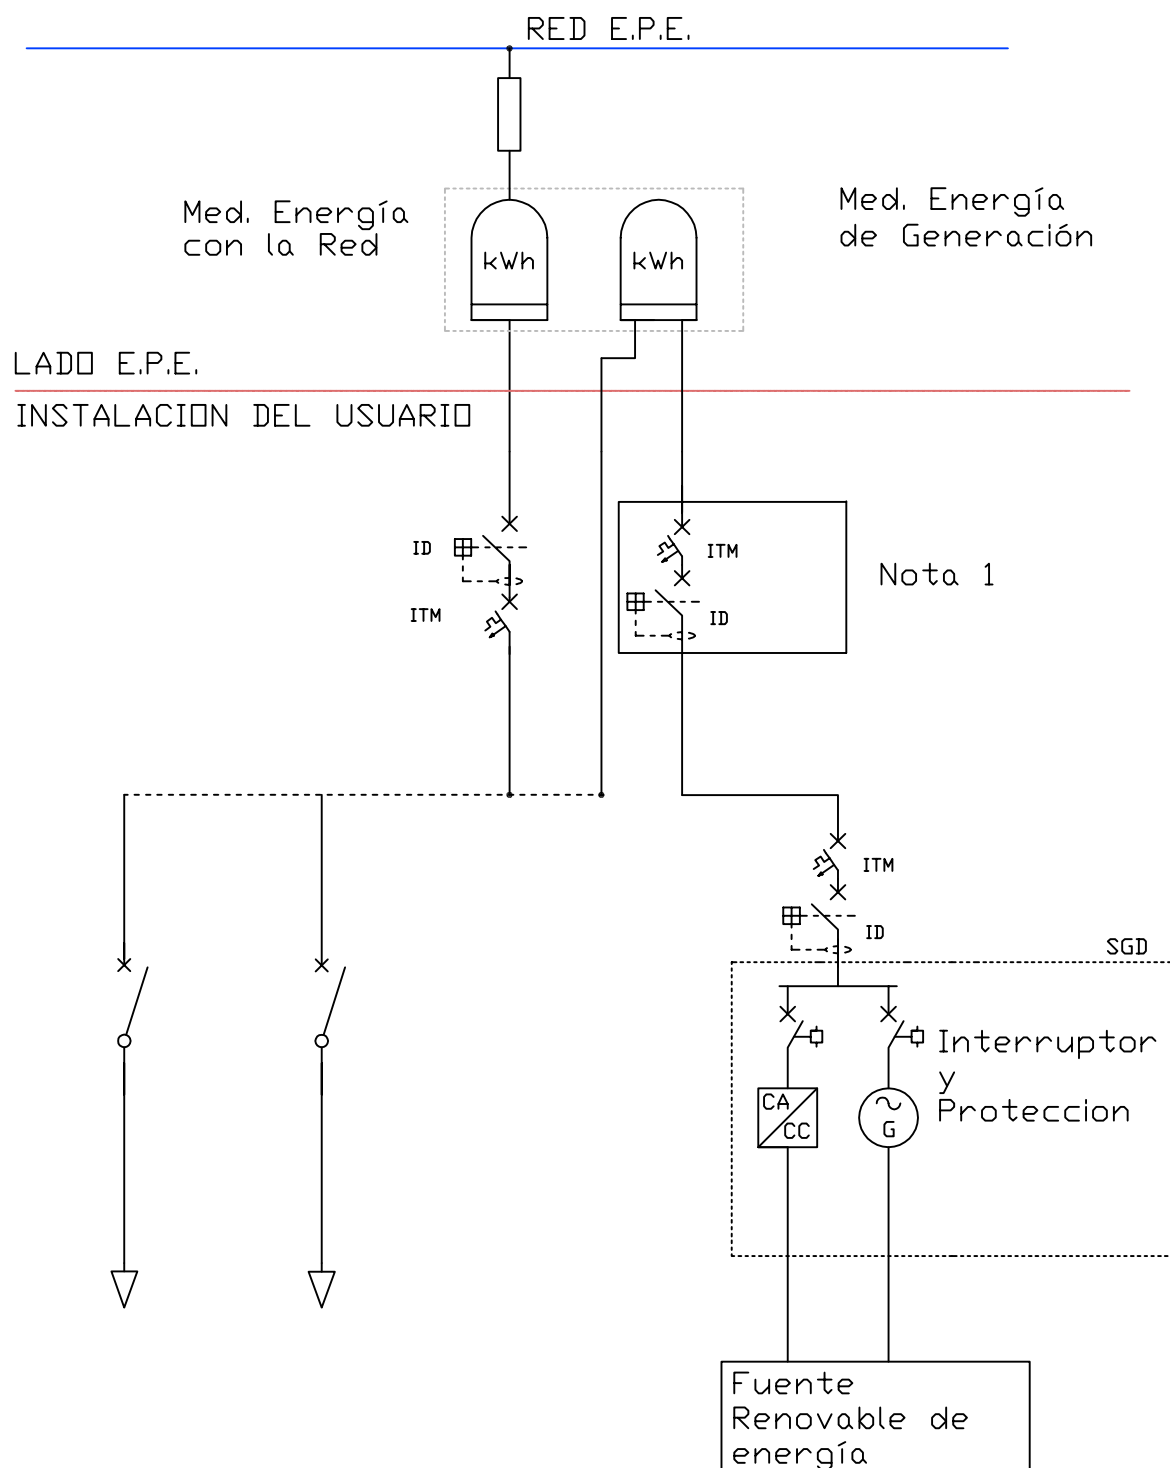 RED E.P.E.
Med. Energía
con la Red
kWh
kWh
Med. Energía
de Generación
LADO E.P.E.
INSTALACION DEL USUARIO
ID
ITM
ITM
ID
Nota 1
ITM
ID
SGD
Interruptor
y
Proteccion
CA
CC
G
Fuente
Renovable de
energía